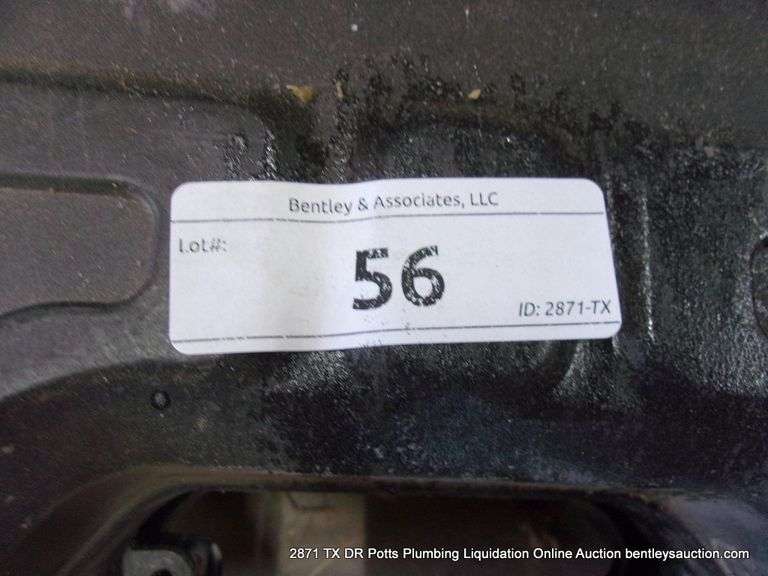 Bentley & Associates, LLC
Lot#:
56
ID: 2871-TX
2871 TX DR Potts Plumbing Liquidation Online Auction bentleysauction.com